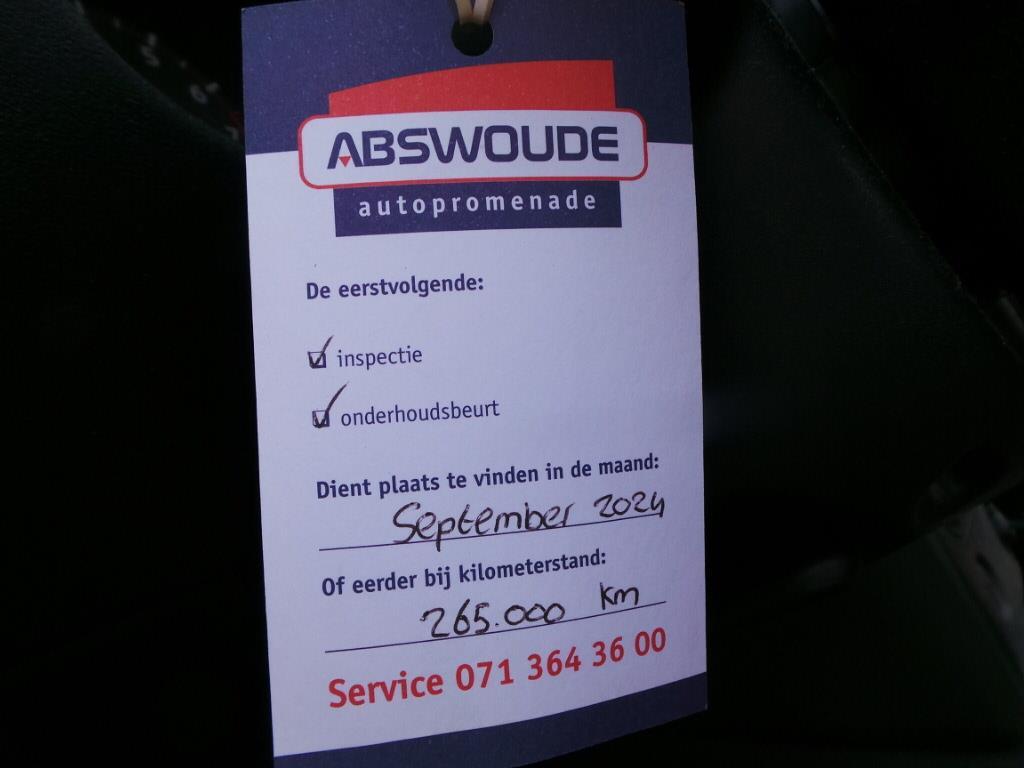 ABSWOUDE
autopromenade
De eerstvolgende:
inspectie
onderhoudsbeurt
Dient plaats te vinden in de maand:
September 2024
Of eerder bij kilometerstand:
265.000 km
Service 071 364 36 00